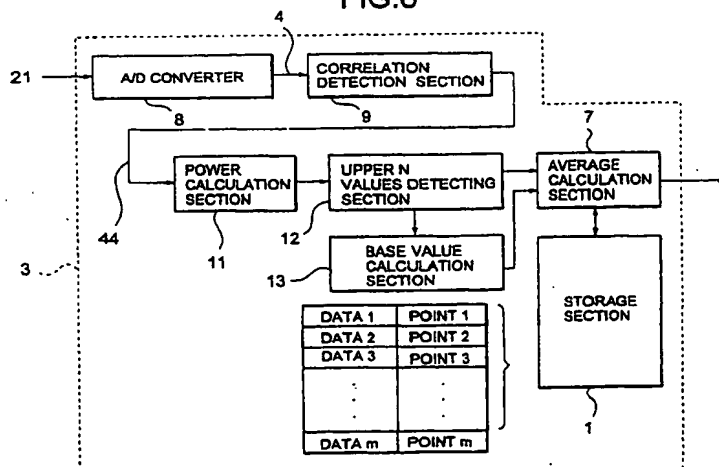 4
21
A/D CONVERTER
CORRELATION
DETECTION SECTION
8
9
7
POWER
CALCULATION
SECTION
UPPER N
VALUES DETECTING
SECTION
AVERAGE
CALCULATION
SECTION
44
11
12
3
13
BASE VALUE
CALCULATION
SECTION
STORAGE
SECTION
DATA 1 POINT 1
DATA 2 POINT 2
DATA 3 POINT 3
1
DATA m POINT m